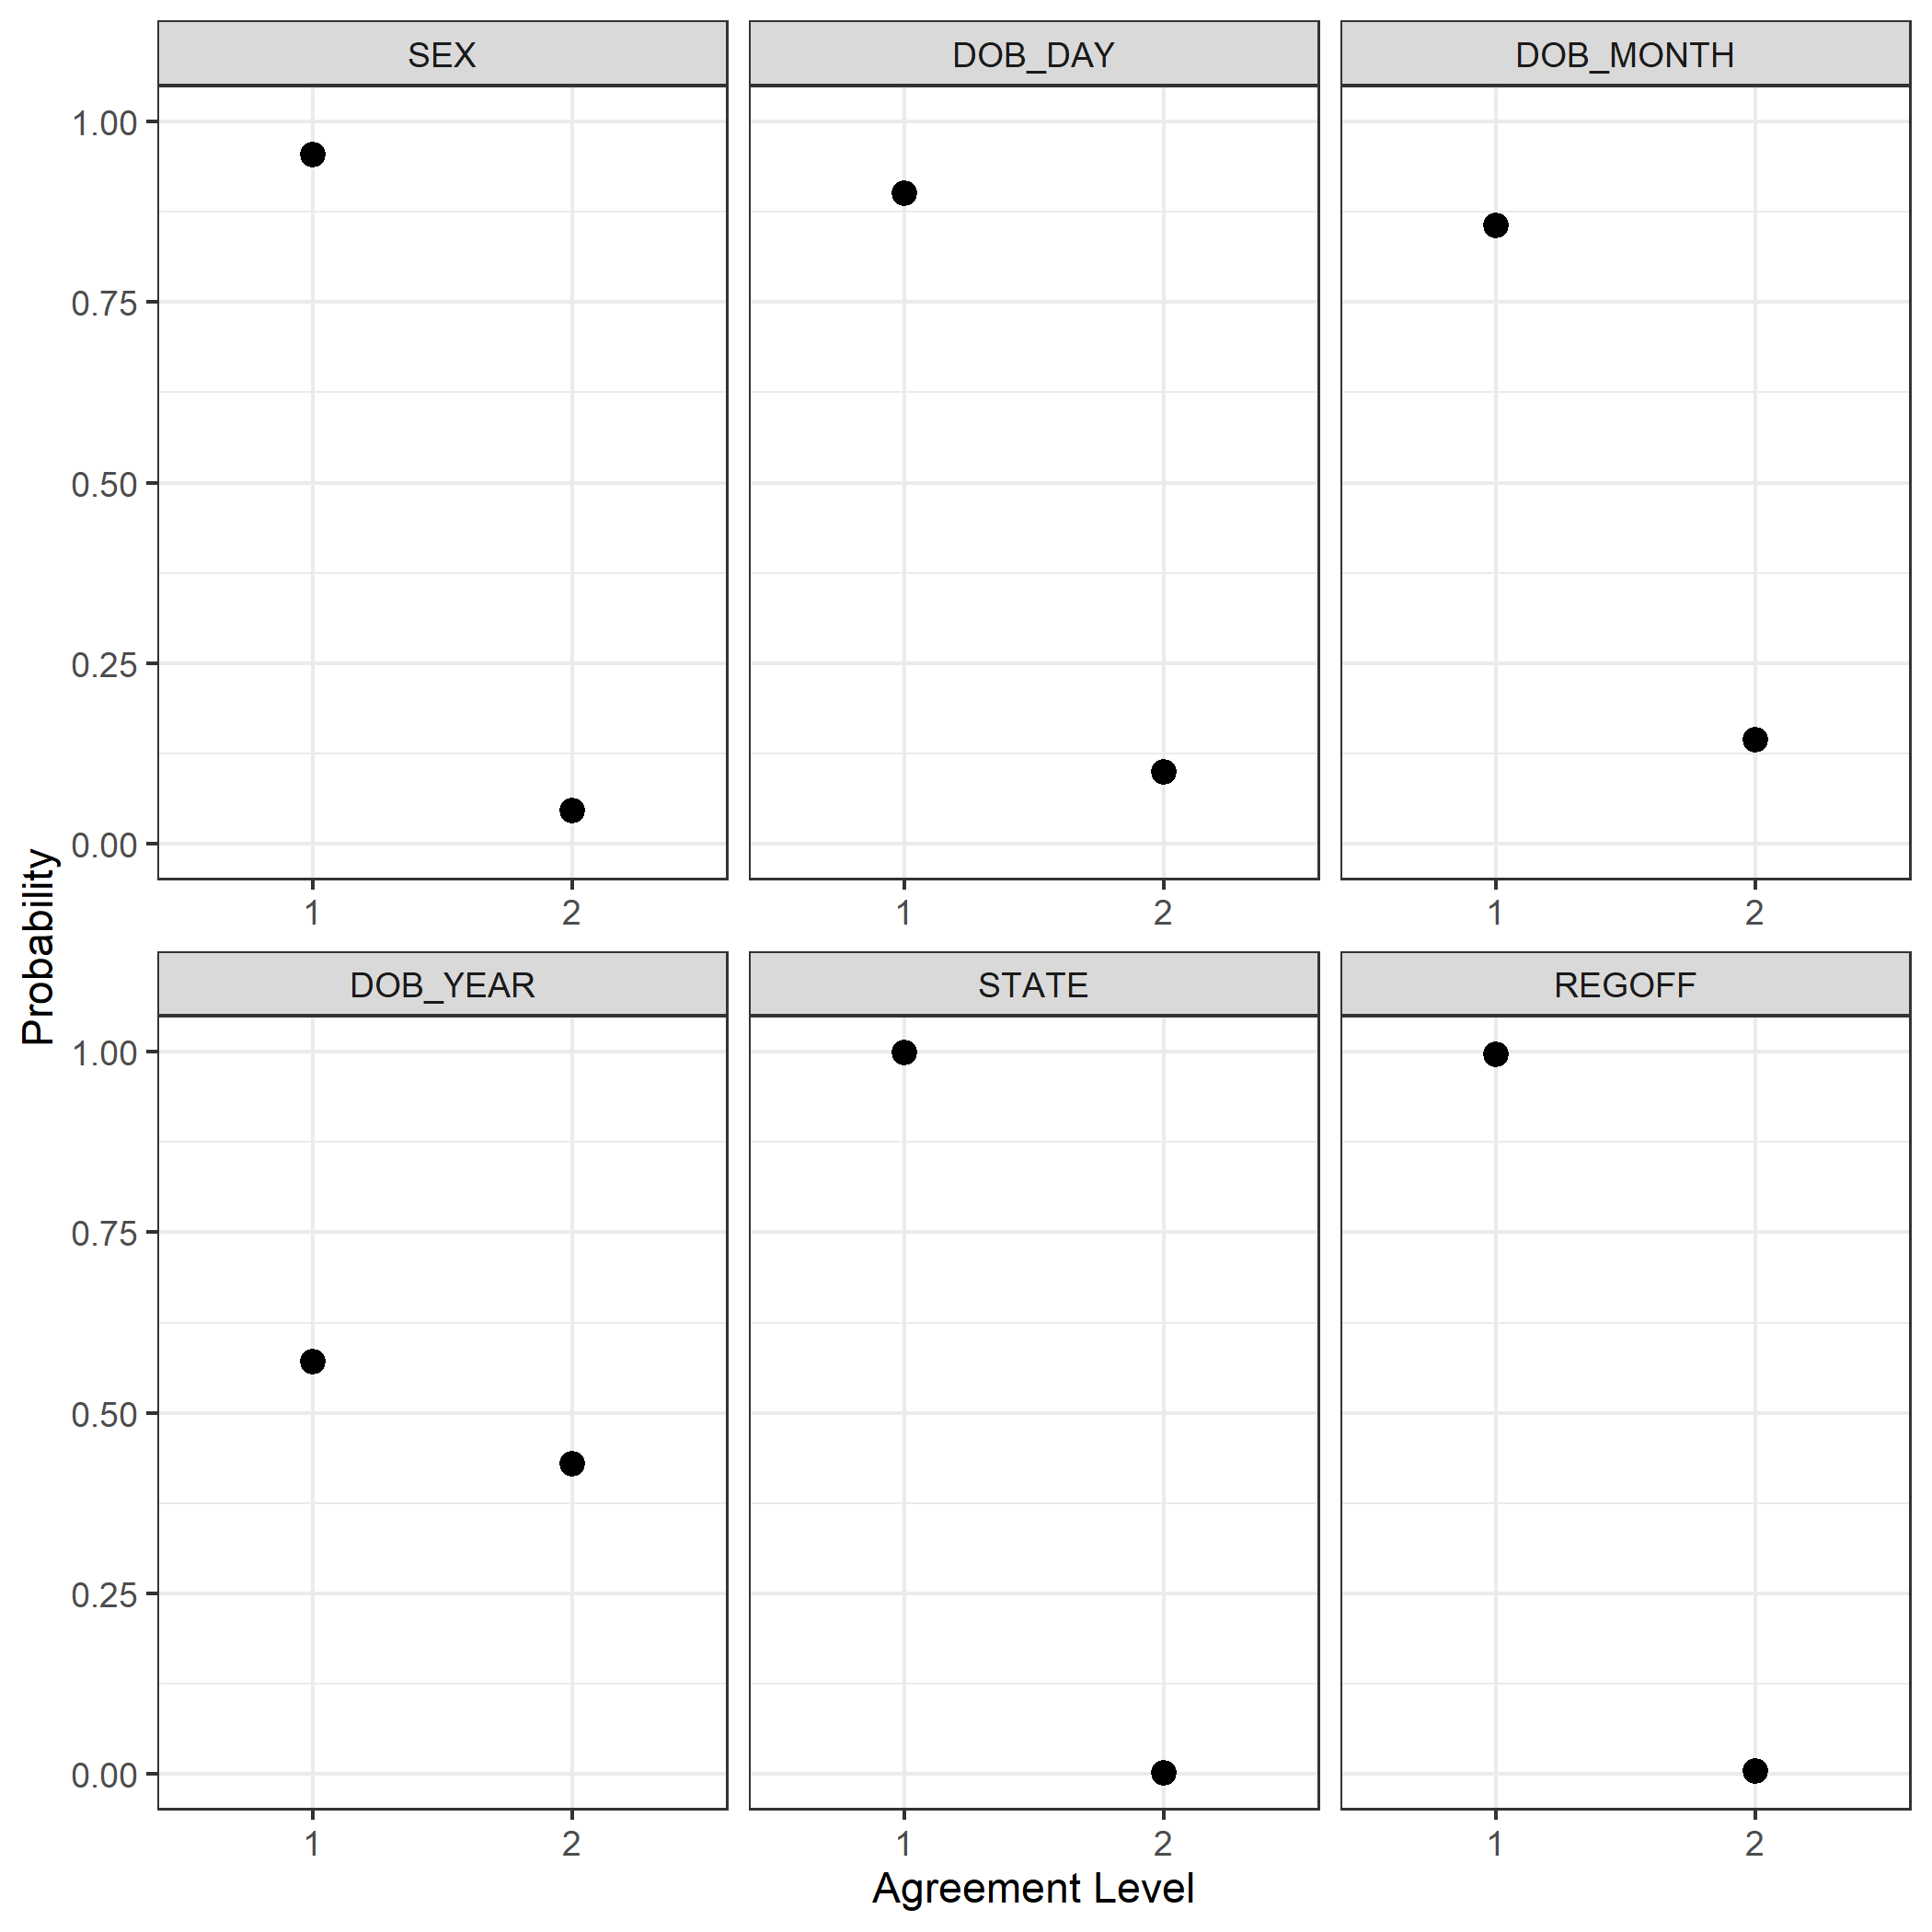 SEX DOB_DAY DOB_MONTH
1.00
0.75
0.50
0.25
0.00
1 2 1 2 1 2
Probability
DOB_YEAR STATE REGOFF
1.00
0.75
0.50
0.25
0.00
1 2 1 2 1 2
Agreement Level